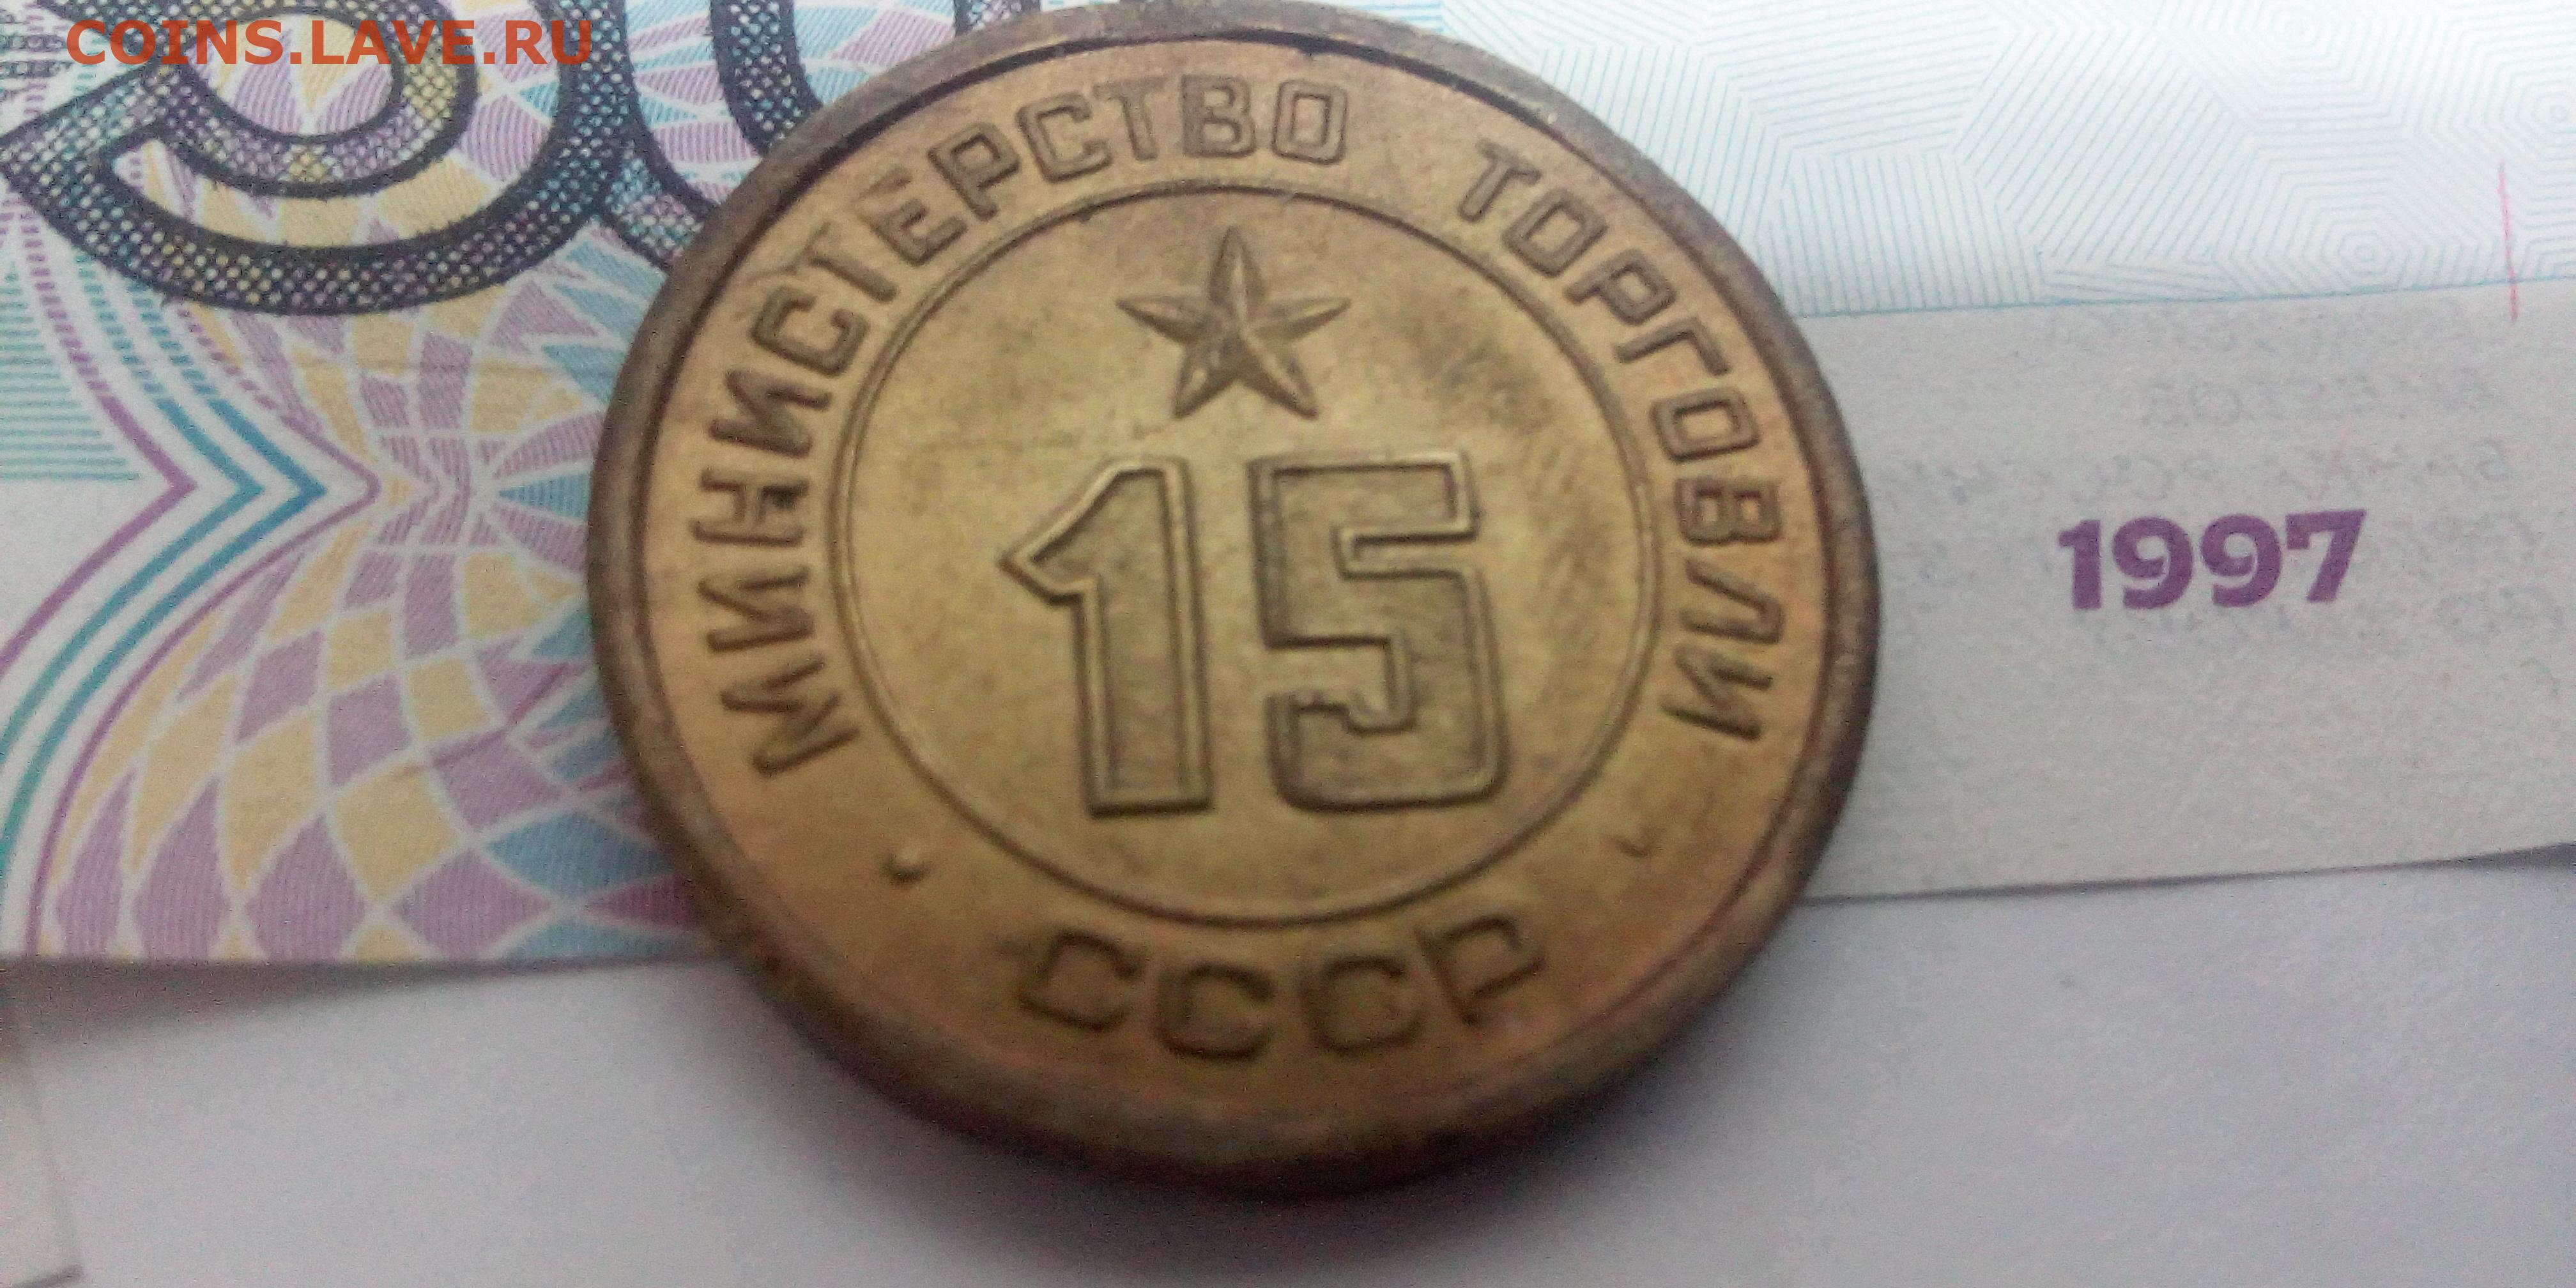 COINS.LAVE.RU
МИНИСТЕРСТВО ТОРГОВЛИ
15
СССР
1997